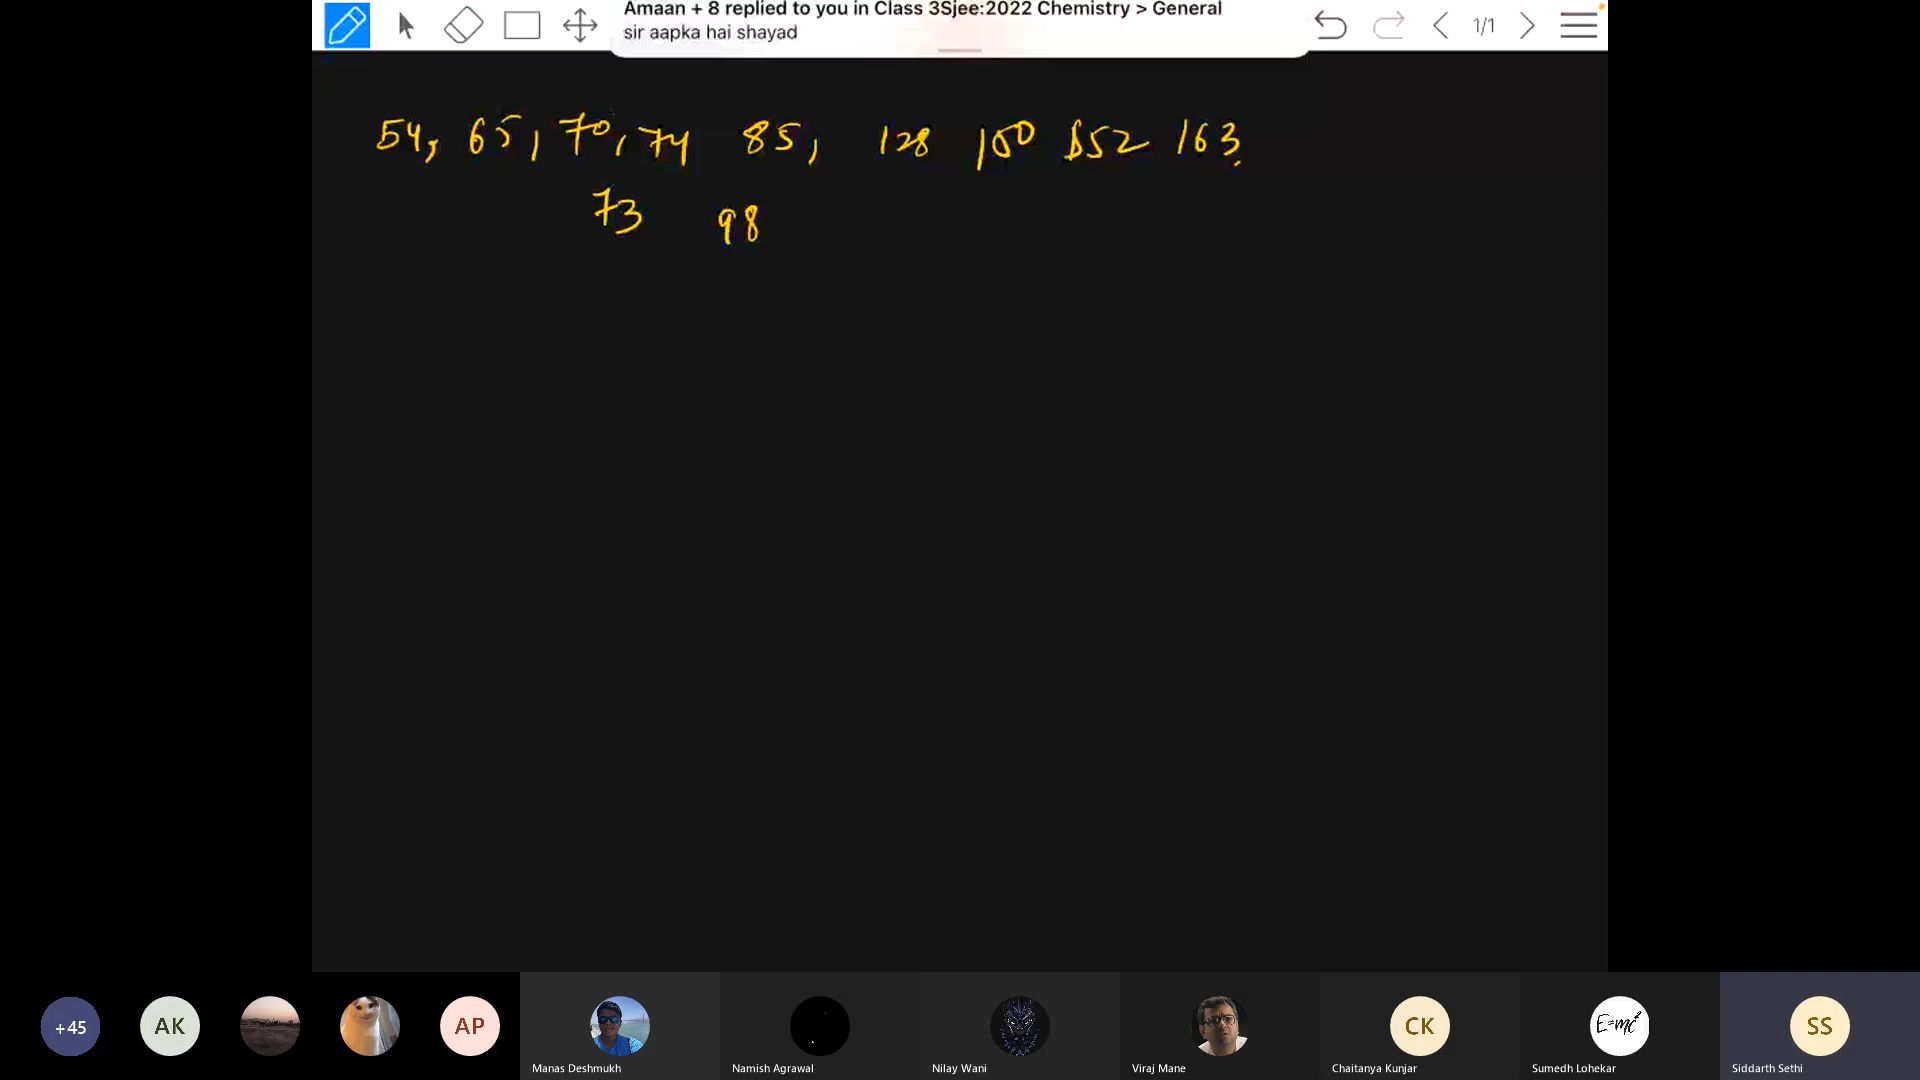 Amaan + 8 replied to you in Class 3Sjee:2022 Chemistry > General
sir aapka hai shayad
1/1
54, 65, 70, 74 85, 128 150 152 163
73 98
+45 AK AP E=mc² CK SS
Manas Deshmukh Namish Agrawal Nilay Wani Viraj Mane Chaitanya Kunjar Sumedh Lohekar Siddarth Sethi